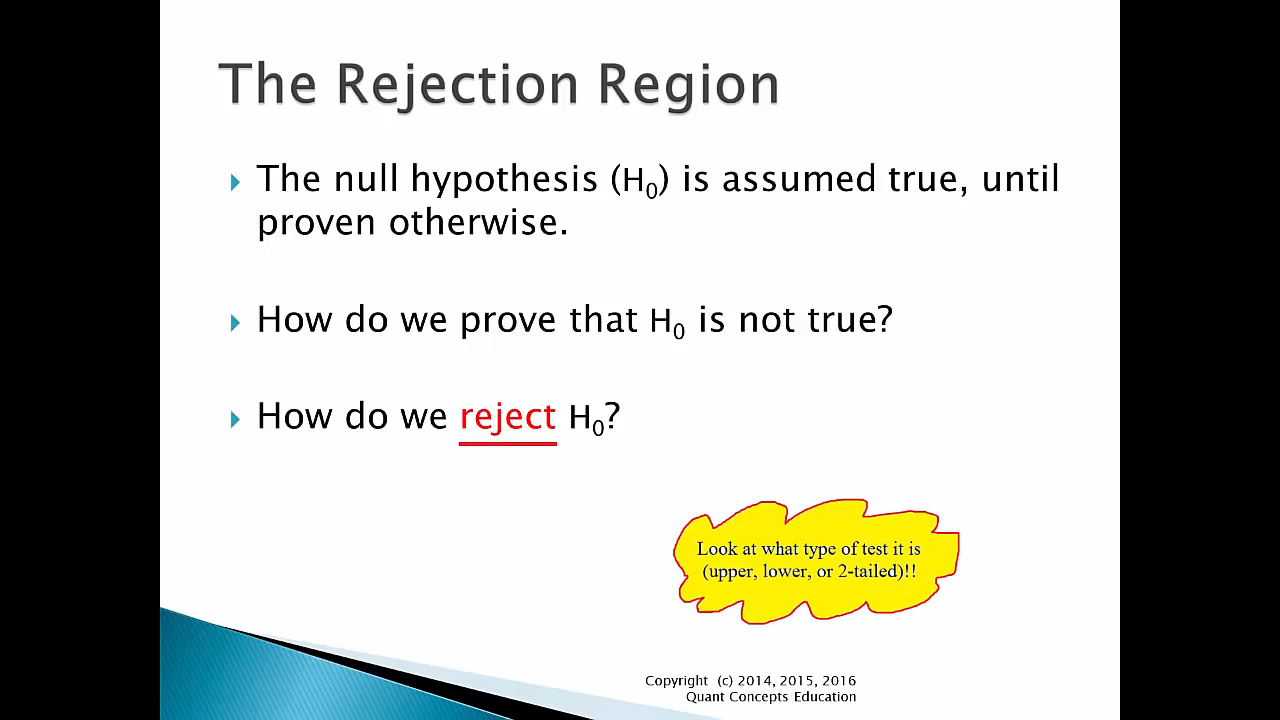 The Rejection Region
The null hypothesis (H₀) is assumed true, until
proven otherwise.
How do we prove that H₀ is not true?
How do we reject H₀?
Look at what type of test it is
(upper, lower, or 2-tailed)!!
Copyright (c) 2014, 2015, 2016
Quant Concepts Education